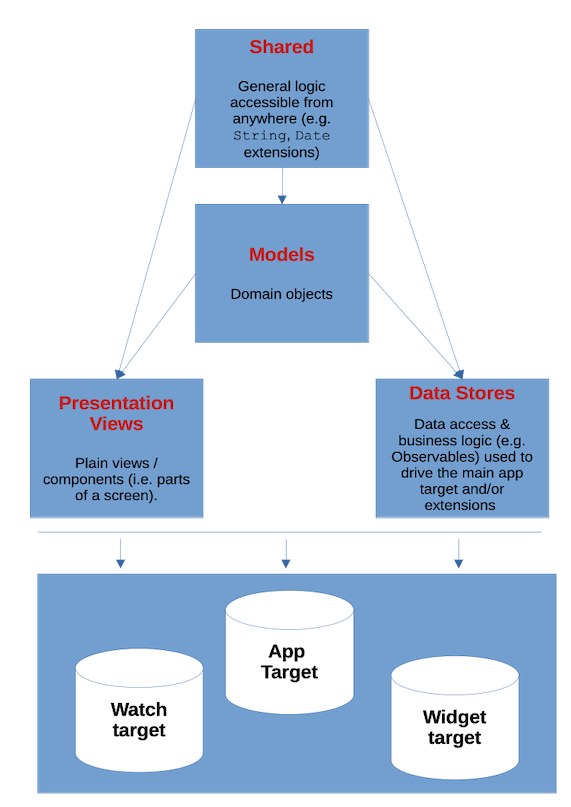 Shared
General logic
accessible from
anywhere (e.g.
String, Date
extensions)
Models
Domain objects
Presentation
Views
Plain views /
components (i.e. parts
of a screen).
Data Stores
Data access &
business logic (e.g.
Observables) used to
drive the main app
target and/or
extensions
Watch
target
App
Target
Widget
target